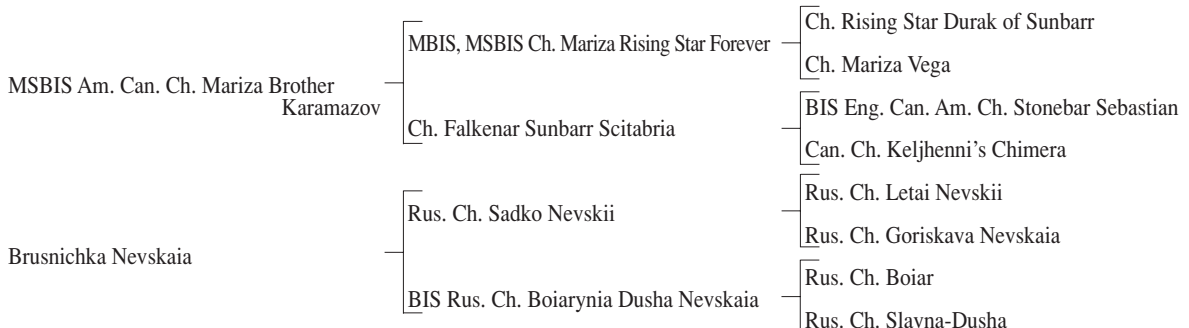 MSBIS Am. Can. Ch. Mariza Brother
Karamazov
MBIS, MSBIS Ch. Mariza Rising Star Forever
Ch. Rising Star Durak of Sunbarr
Ch. Mariza Vega
Ch. Falkenar Sunbarr Scitabria
BIS Eng. Can. Am. Ch. Stonebar Sebastian
Can. Ch. Keljhenni's Chimera
Brusnichka Nevskaia
Rus. Ch. Sadko Nevskii
Rus. Ch. Letai Nevskii
Rus. Ch. Goriskava Nevskaia
BIS Rus. Ch. Boiarynia Dusha Nevskaia
Rus. Ch. Boiar
Rus. Ch. Slavna-Dusha